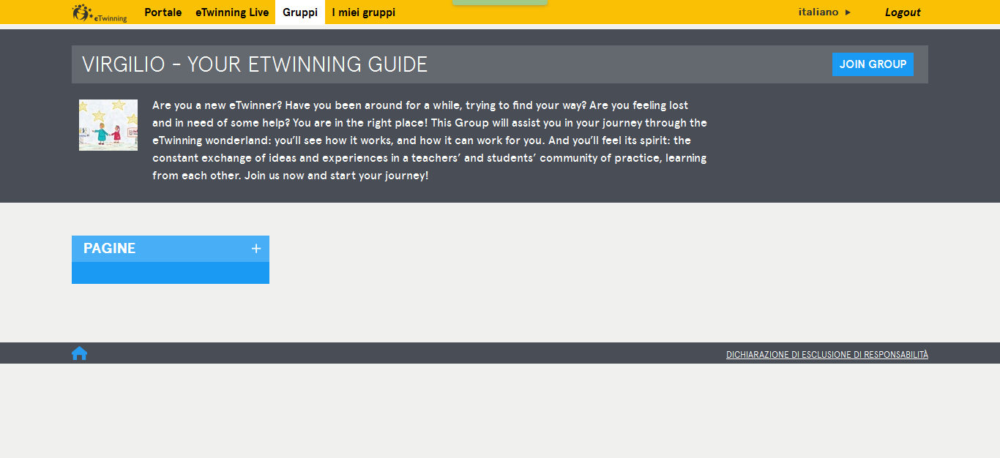 eTwinning Portale eTwinning Live Gruppi I miei gruppi italiano Logout
VIRGILIO - YOUR ETWINNING GUIDE
JOIN GROUP
Are you a new eTwinner? Have you been around for a while, trying to find your way? Are you feeling lost
and in need of some help? You are in the right place! This Group will assist you in your journey through the
eTwinning wonderland: you’ll see how it works, and how it can work for you. And you’ll feel its spirit: the
constant exchange of ideas and experiences in a teachers’ and students’ community of practice, learning
from each other. Join us now and start your journey!
PAGINE +
DICHIARAZIONE DI ESCLUSIONE DI RESPONSABILITÀ